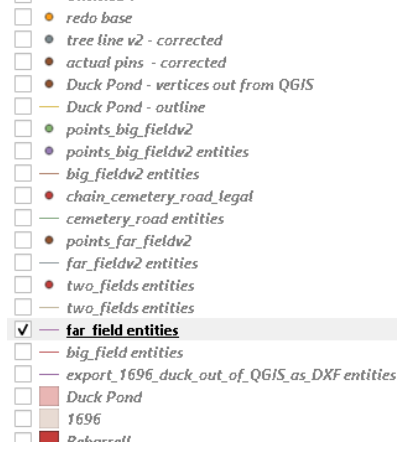 redo base
tree line v2 - corrected
actual pins  - corrected
Duck Pond - vertices out from QGIS
Duck Pond - outline
points_big_fieldv2
points_big_fieldv2 entities
big_fieldv2 entities
chain_cemetery_road_legal
cemetery_road entities
points_far_fieldv2
far_fieldv2 entities
two_fields entities
two_fields entities
far_field entities
big_field entities
export_1696_duck_out_of_QGIS_as_DXF entities
Duck Pond
1696